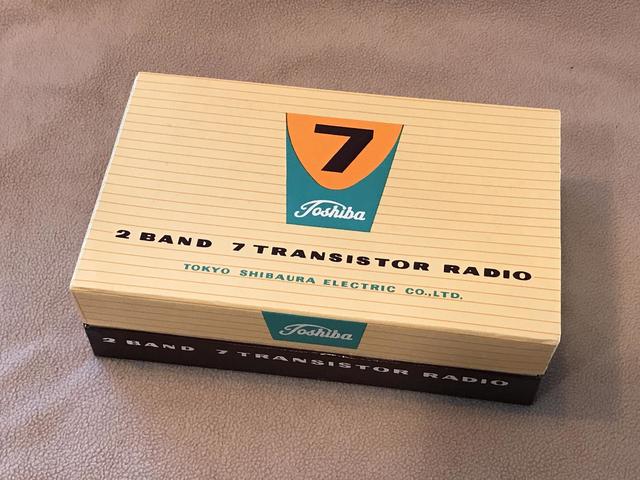 7
Toshiba
2 BAND 7 TRANSISTOR RADIO
TOKYO SHIBAURA ELECTRIC CO.,LTD.
Toshiba
2 BAND 7 TRANSISTOR RADIO